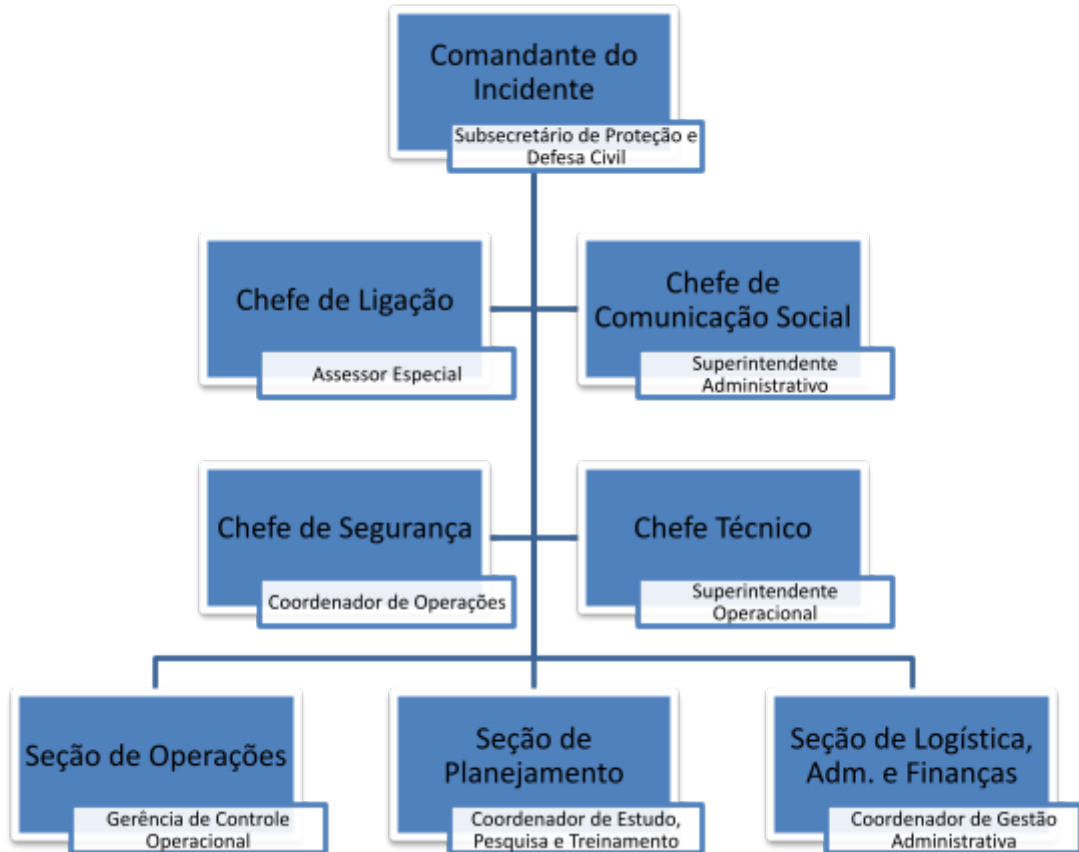 Comandante do
Incidente
Subsecretário de Proteção e
Defesa Civil
Chefe de Ligação
Assessor Especial
Chefe de
Comunicação Social
Superintendente
Administrativo
Chefe de Segurança
Coordenador de Operações
Chefe Técnico
Superintendente
Operacional
Seção de Operações
Gerência de Controle
Operacional
Seção de
Planejamento
Coordenador de Estudo,
Pesquisa e Treinamento
Seção de Logística,
Adm. e Finanças
Coordenador de Gestão
Administrativa